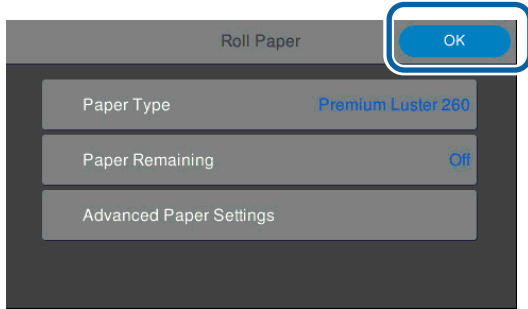 Roll Paper
OK
Paper Type Premium Luster 260
Paper Remaining Off
Advanced Paper Settings